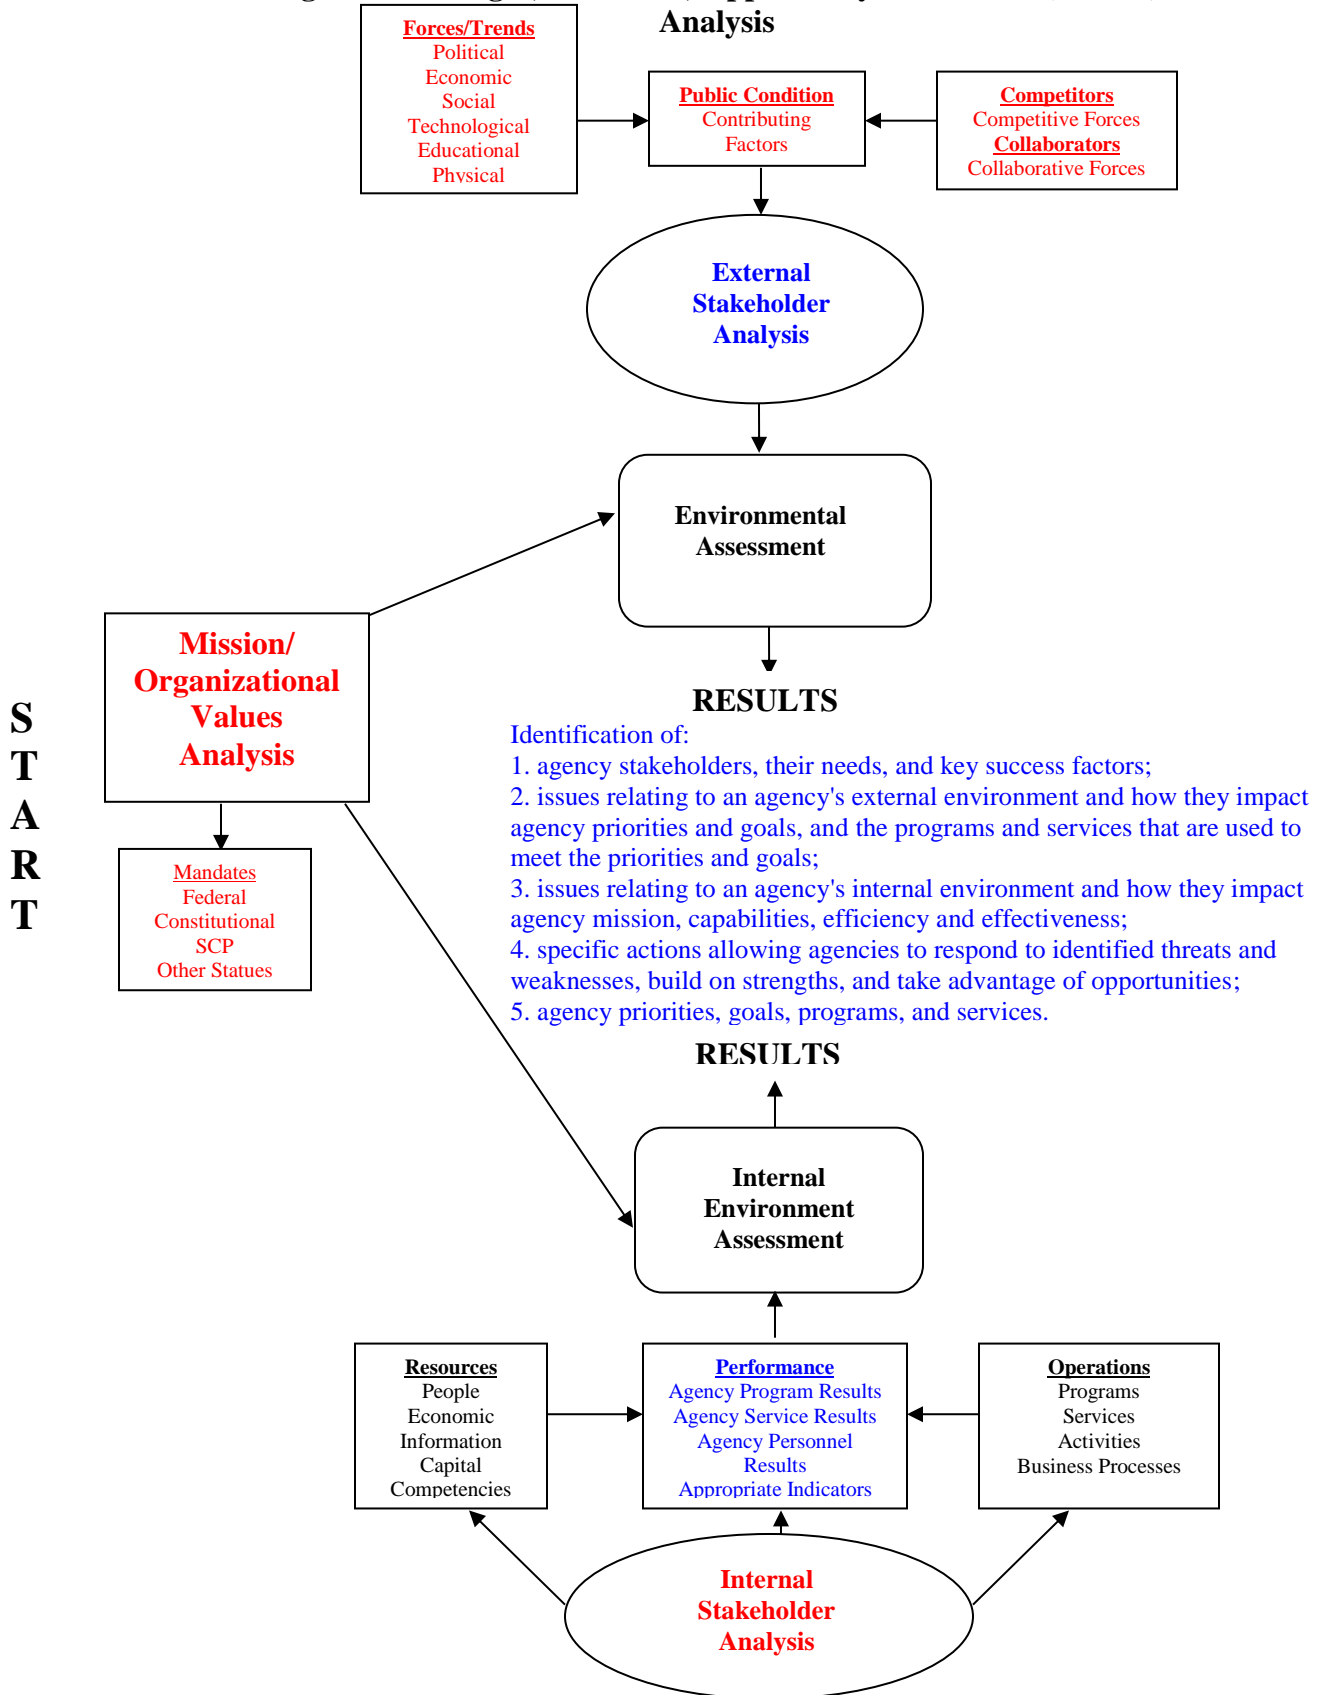 Analysis
Forces/Trends
Political
Economic
Social
Technological
Educational
Physical
Public Condition
Contributing
Factors
Competitors
Competitive Forces
Collaborators
Collaborative Forces
External
Stakeholder
Analysis
Environmental
Assessment
Mission/
Organizational
Values
Analysis
S
T
A
R
T
Mandates
Federal
Constitutional
SCP
Other Statues
RESULTS
Identification of:
1. agency stakeholders, their needs, and key success factors;
2. issues relating to an agency's external environment and how they impact
agency priorities and goals, and the programs and services that are used to
meet the priorities and goals;
3. issues relating to an agency's internal environment and how they impact
agency mission, capabilities, efficiency and effectiveness;
4. specific actions allowing agencies to respond to identified threats and
weaknesses, build on strengths, and take advantage of opportunities;
5. agency priorities, goals, programs, and services.
RESULTS
Internal
Environment
Assessment
Resources
People
Economic
Information
Capital
Competencies
Performance
Agency Program Results
Agency Service Results
Agency Personnel
Results
Appropriate Indicators
Operations
Programs
Services
Activities
Business Processes
Internal
Stakeholder
Analysis